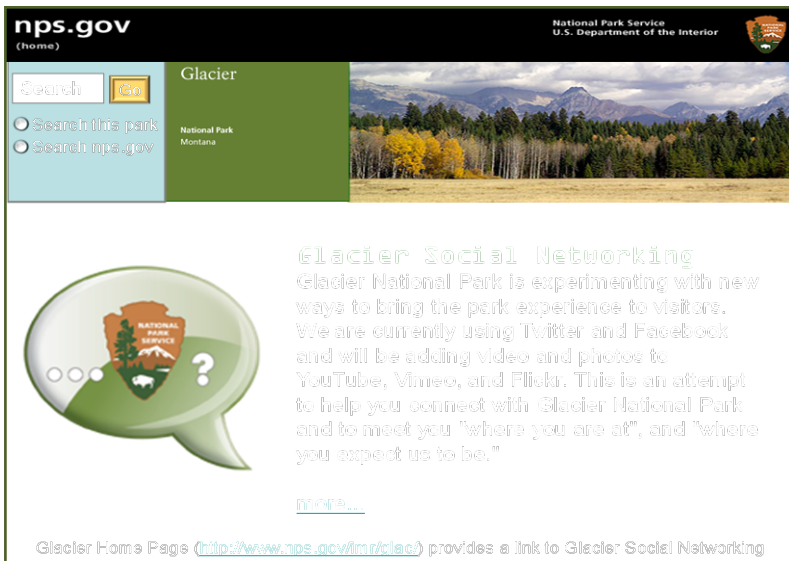 nps.gov
(home)
National Park Service
U.S. Department of the Interior
Search
Go
Search this park
Search nps.gov
Glacier
National Park
Montana
NATIONAL
PARK
SERVICE
?
Glacier Social Networking
Glacier National Park is experimenting with new
ways to bring the park experience to visitors.
We are currently using Twitter and Facebook
and will be adding video and photos to
YouTube, Vimeo, and Flickr. This is an attempt
to help you connect with Glacier National Park
and to meet you "where you are at", and "where
you expect us to be."
more...
Glacier Home Page (http://www.nps.gov/imr/glac/) provides a link to Glacier Social Networking